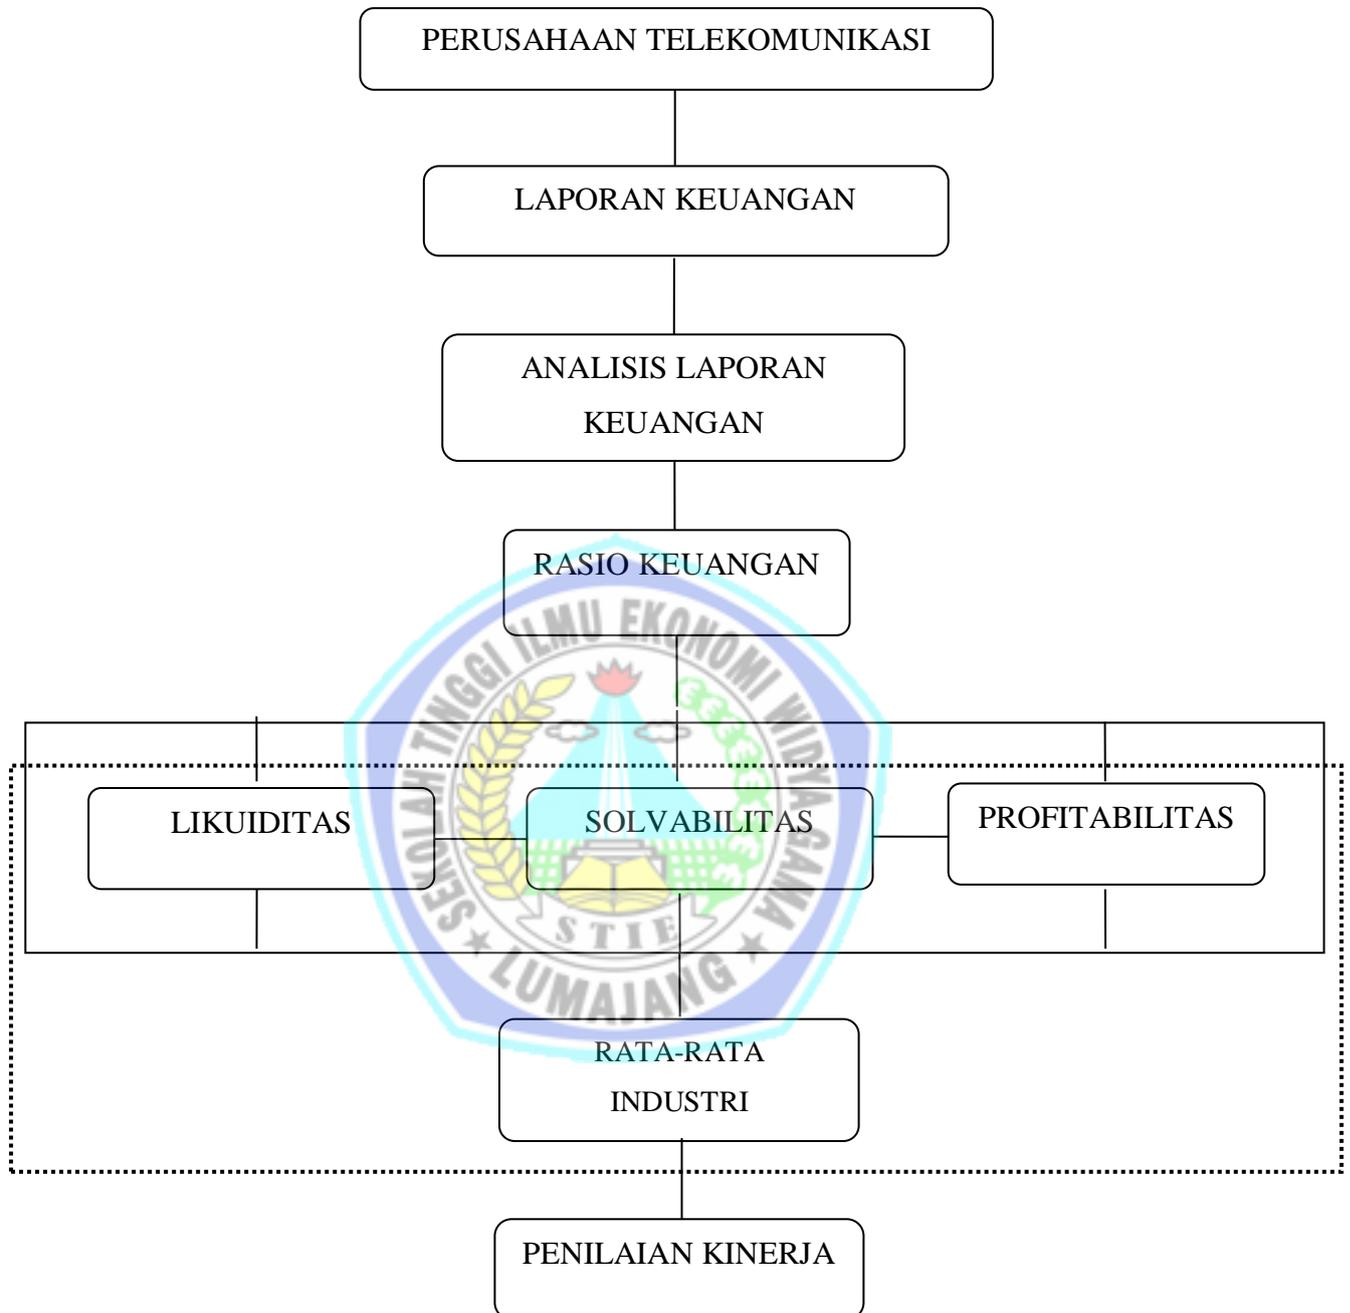 PERUSAHAAN TELEKOMUNIKASI
LAPORAN KEUANGAN
ANALISIS LAPORAN
KEUANGAN
RASIO KEUANGAN
SEKOLAH TINGGI ILMU EKONOMI WIDYA GAMA
LIKUIDITAS
SOLVABILITAS
PROFITABILITAS
STIE
LUMAJANG
RATA-RATA
INDUSTRI
PENILAIAN KINERJA